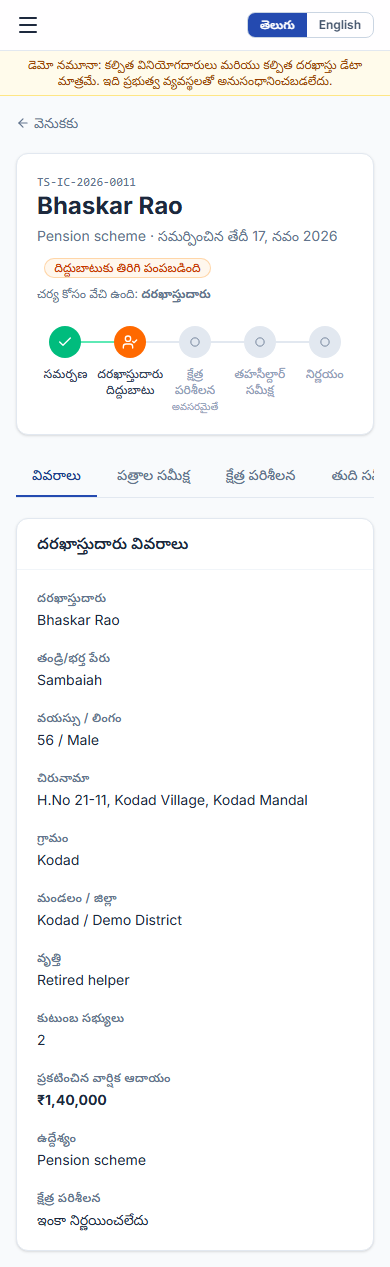 తెలుగు
English
డెమో నమూనా: కల్పిత వినియోగదారులు మరియు కల్పిత దరఖాస్తు డేటా
మాత్రమే. ఇది ప్రభుత్వ వ్యవస్థలతో అనుసంధానించబడలేదు.
← వెనుకకు
TS-IC-2026-0011
Bhaskar Rao
Pension scheme · సమర్పించిన తేదీ 17, నవం 2026
దిద్దుబాటుకు తిరిగి పంపబడింది
చర్య కోసం వేచి ఉంది: దరఖాస్తుదారు
సమర్పణ
దరఖాస్తుదారు
దిద్దుబాటు
క్షేత్ర
పరిశీలన
అవసరమైతే
తహసీల్దార్
సమీక్ష
నిర్ణయం
వివరాలు
పత్రాల సమీక్ష
క్షేత్ర పరిశీలన
తుది
దరఖాస్తుదారు వివరాలు
దరఖాస్తుదారు
Bhaskar Rao
తండ్రి/భర్త పేరు
Sambaiah
వయస్సు / లింగం
56 / Male
చిరునామా
H.No 21-11, Kodad Village, Kodad Mandal
గ్రామం
Kodad
మండలం / జిల్లా
Kodad / Demo District
వృత్తి
Retired helper
కుటుంబ సభ్యులు
2
ప్రకటించిన వార్షిక ఆదాయం
₹1,40,000
ఉద్దేశ్యం
Pension scheme
క్షేత్ర పరిశీలన
ఇంకా నిర్ణయించలేదు